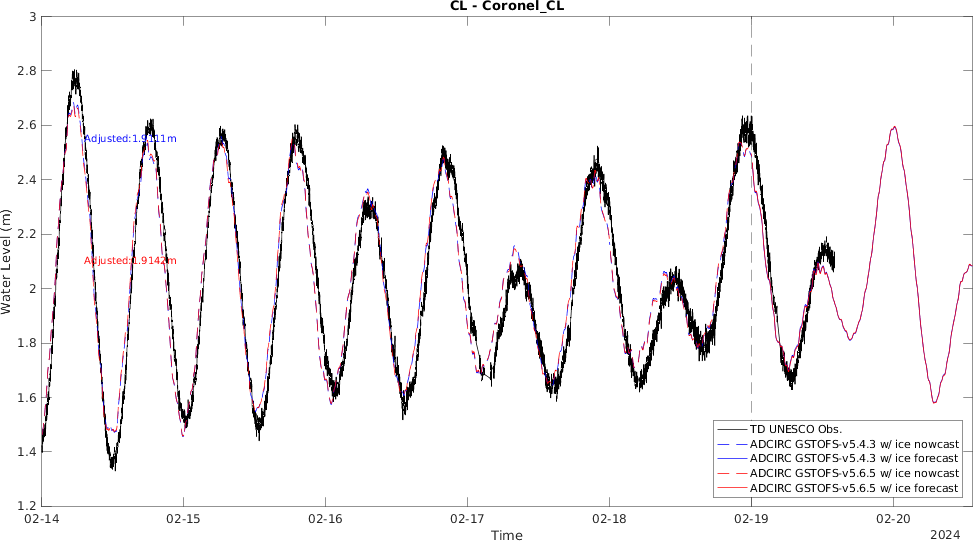 CL - Coronel_CL
3
2.8
2.6
2.4
2.2
2
1.8
1.6
1.4
1.2
Water Level (m)
Adjusted:1.9111m
Adjusted:1.9142m
TD UNESCO Obs.
ADCIRC GSTOFS-v5.4.3 w/ ice nowcast
ADCIRC GSTOFS-v5.4.3 w/ ice forecast
ADCIRC GSTOFS-v5.6.5 w/ ice nowcast
ADCIRC GSTOFS-v5.6.5 w/ ice forecast
02-14 02-15 02-16 02-17 02-18 02-19 02-20
Time
2024